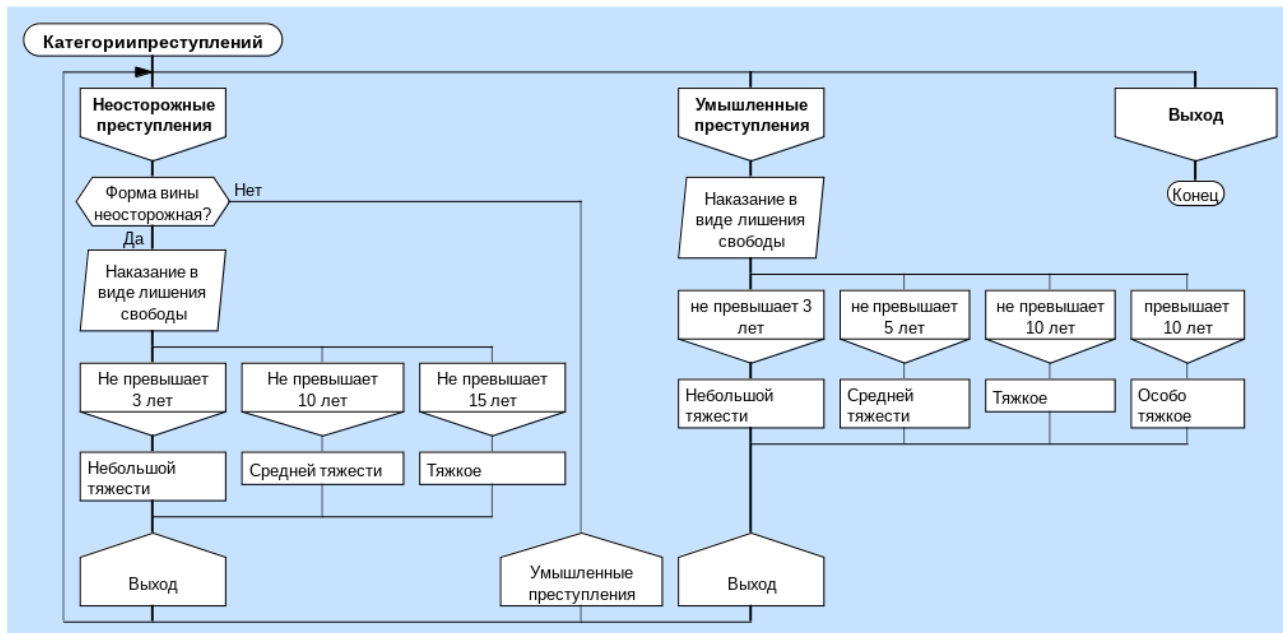 Категориипреступлений
Неосторожные
преступления
Форма вины
неосторожная?
Нет
Да
Наказание в
виде лишения
свободы
Не превышает
3 лет
Не превышает
10 лет
Не превышает
15 лет
Небольшой
тяжести
Средней тяжести
Тяжкое
Выход
Умышленные
преступления
Умышленные
преступления
Наказание в
виде лишения
свободы
не превышает 3
лет
не превышает
5 лет
не превышает
10 лет
превышает
10 лет
Небольшой
тяжести
Средней
тяжести
Тяжкое
Особо
тяжкое
Выход
Выход
Конец